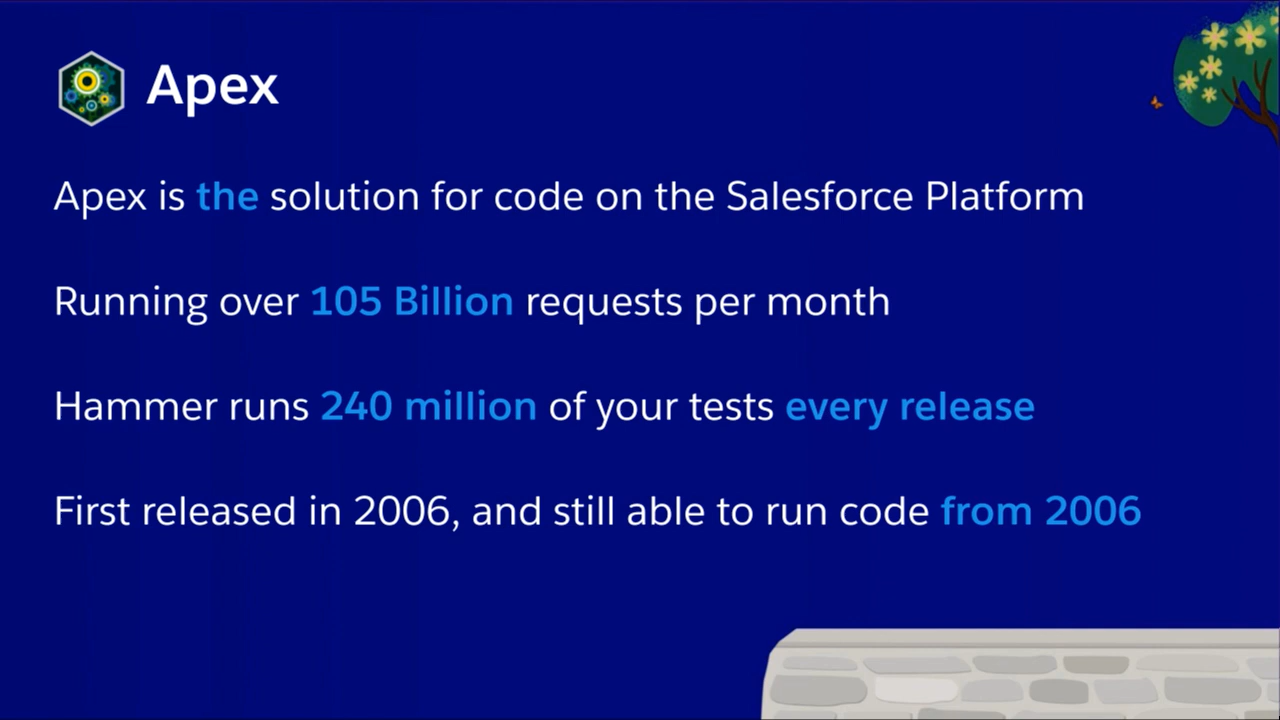 Apex
Apex is the solution for code on the Salesforce Platform
Running over 105 Billion requests per month
Hammer runs 240 million of your tests every release
First released in 2006, and still able to run code from 2006